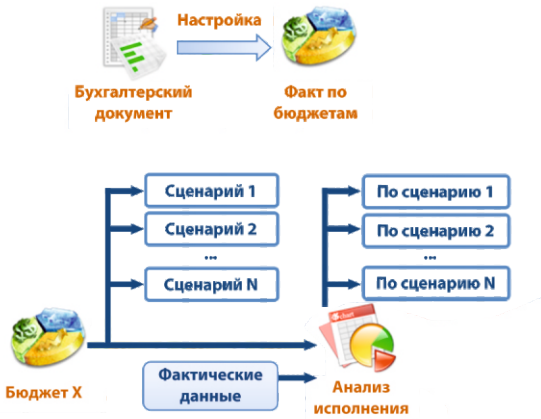 Настройка
Бухгалтерский
документ
Факт по
бюджетам
Сценарий 1
Сценарий 2
...
Сценарий N
По сценарию 1
По сценарию 2
...
По сценарию N
Бюджет X
Фактические
данные
Анализ
исполнения